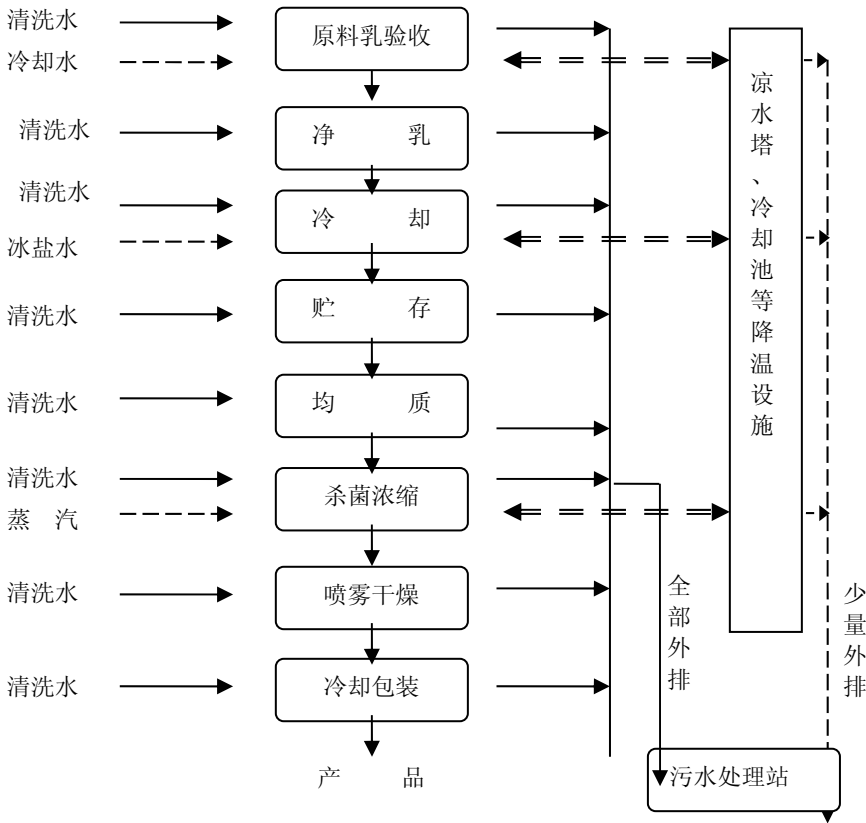 清洗水
原料乳验收
冷却水
清洗水
净 乳
清洗水
冷 却
冰盐水
清洗水
贮 存
清洗水
均 质
清洗水
杀菌浓缩
蒸 汽
清洗水
喷雾干燥
清洗水
冷却包装
产 品
凉水塔、冷却池等降温设施
全部外排
少量外排
污水处理站